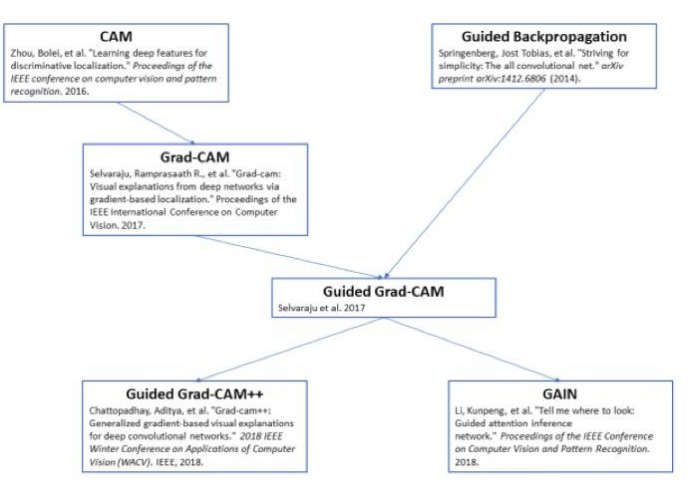 CAM
Zhou, Bolei, et al. "Learning deep features for
discriminative localization." Proceedings of the
IEEE conference on computer vision and pattern
recognition. 2016.
Guided Backpropagation
Springenberg, Jost Tobias, et al. "Striving for
simplicity: The all convolutional net." arXiv
preprint arXiv:1412.6806 (2014).
Grad-CAM
Selvaraju, Ramprasaath R., et al. "Grad-cam:
Visual explanations from deep networks via
gradient-based localization." Proceedings of the
IEEE International Conference on Computer
Vision. 2017.
Guided Grad-CAM
Selvaraju et al. 2017
Guided Grad-CAM++
Chattopadhay, Aditya, et al. "Grad-cam++:
Generalized gradient-based visual explanations
for deep convolutional networks." 2018 IEEE
Winter Conference on Applications of Computer
Vision (WACV). IEEE, 2018.
GAIN
Li, Kunpeng, et al. "Tell me where to look:
Guided attention inference
network." Proceedings of the IEEE Conference
on Computer Vision and Pattern Recognition.
2018.